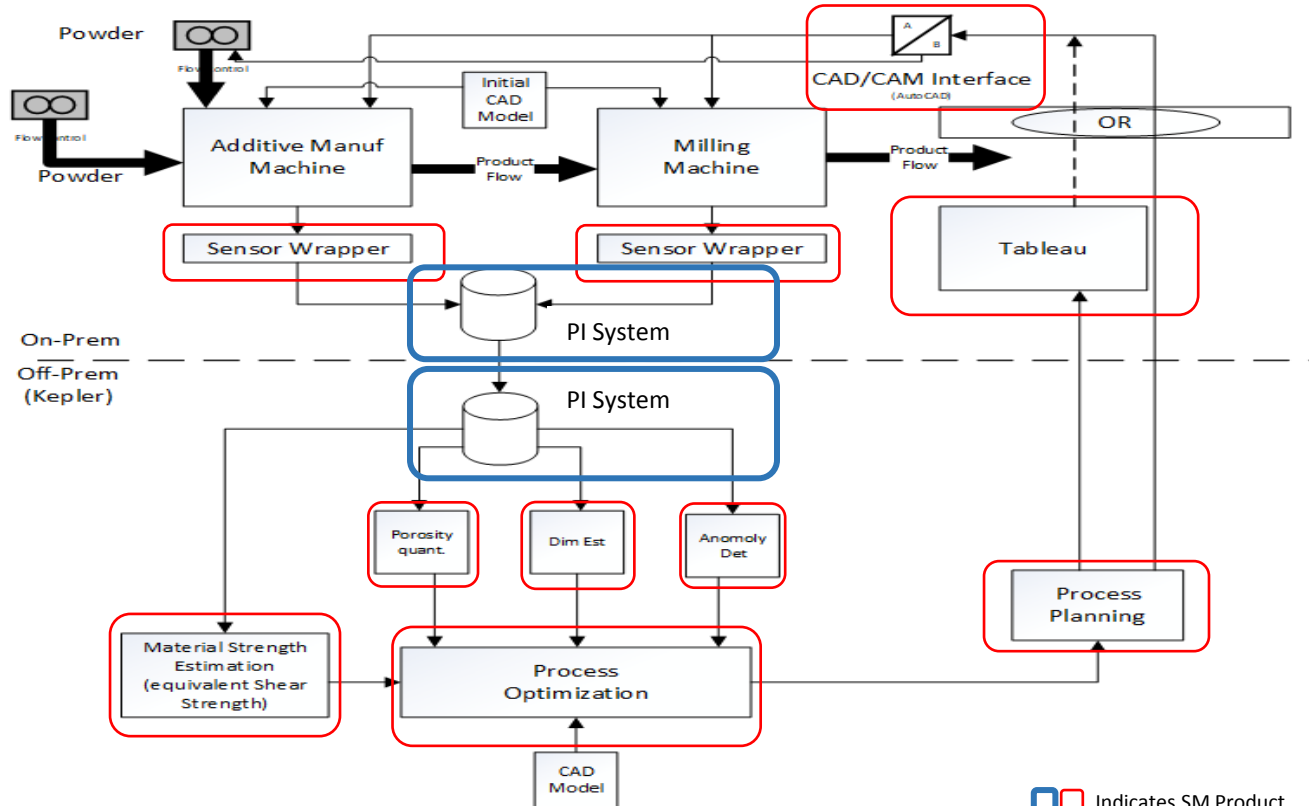 Powder
Flow Control
Initial
CAD
Model
A
B
CAD/CAM Interface
(AutoCAD)
Flow Control
Powder
Additive Manuf
Machine
Product
Flow
Milling
Machine
Product
Flow
OR
Sensor Wrapper
Sensor Wrapper
Tableau
PI System
On-Prem
Off-Prem
(Kepler)
PI System
Porosity
quant.
Dim Est
Anomoly
Det
Process
Planning
Material Strength
Estimation
(equivalent Shear
Strength)
Process
Optimization
CAD
Model
Indicates SM Product